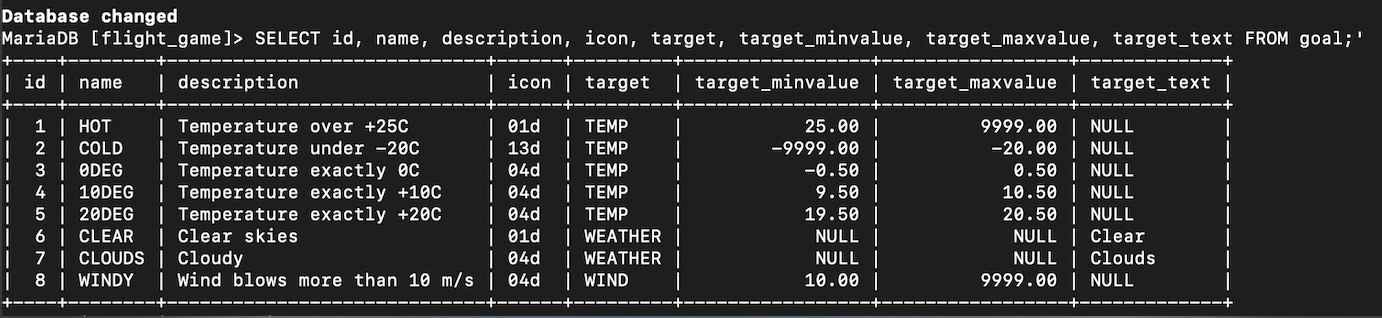 Database changed
MariaDB [flight_game]> SELECT id, name, description, icon, target, target_minvalue, target_maxvalue, target_text FROM goal;'
+----+--------+---------------------------+------+---------+-----------------+-----------------+-------------+
| id | name   | description               | icon | target  | target_minvalue | target_maxvalue | target_text |
+----+--------+---------------------------+------+---------+-----------------+-----------------+-------------+
|  1 | HOT    | Temperature over +25C     | 01d  | TEMP    |           25.00 |         9999.00 | NULL        |
|  2 | COLD   | Temperature under -20C    | 13d  | TEMP    |        -9999.00 |          -20.00 | NULL        |
|  3 | 0DEG   | Temperature exactly 0C    | 04d  | TEMP    |           -0.50 |            0.50 | NULL        |
|  4 | 10DEG  | Temperature exactly +10C  | 04d  | TEMP    |            9.50 |           10.50 | NULL        |
|  5 | 20DEG  | Temperature exactly +20C  | 04d  | TEMP    |           19.50 |           20.50 | NULL        |
|  6 | CLEAR  | Clear skies               | 01d  | WEATHER |            NULL |            NULL | Clear       |
|  7 | CLOUDS | Cloudy                    | 04d  | WEATHER |            NULL |            NULL | Clouds      |
|  8 | WINDY  | Wind blows more than 10 m/s | 04d  | WIND    |           10.00 |         9999.00 | NULL        |
+----+--------+---------------------------+------+---------+-----------------+-----------------+-------------+